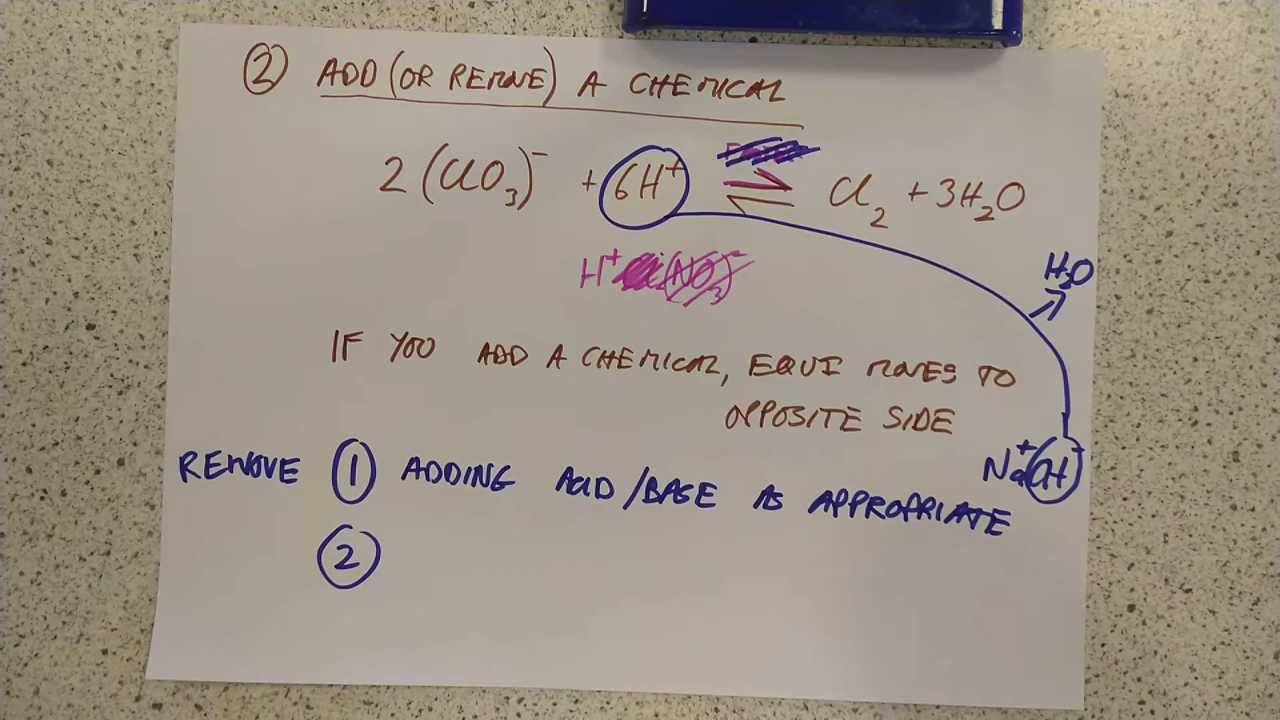 ② ADD (OR REMOVE) A CHEMICAL
2(ClO₃)⁻ + 6H⁺ ⇌ Cl₂ + 3H₂O
H⁺ (NO₃)⁻
H₂O
IF YOU ADD A CHEMICAL, EQUI MOVES TO
OPPOSITE SIDE
Na⁺OH⁻
REMOVE ① ADDING ACID/BASE AS APPROPRIATE
②